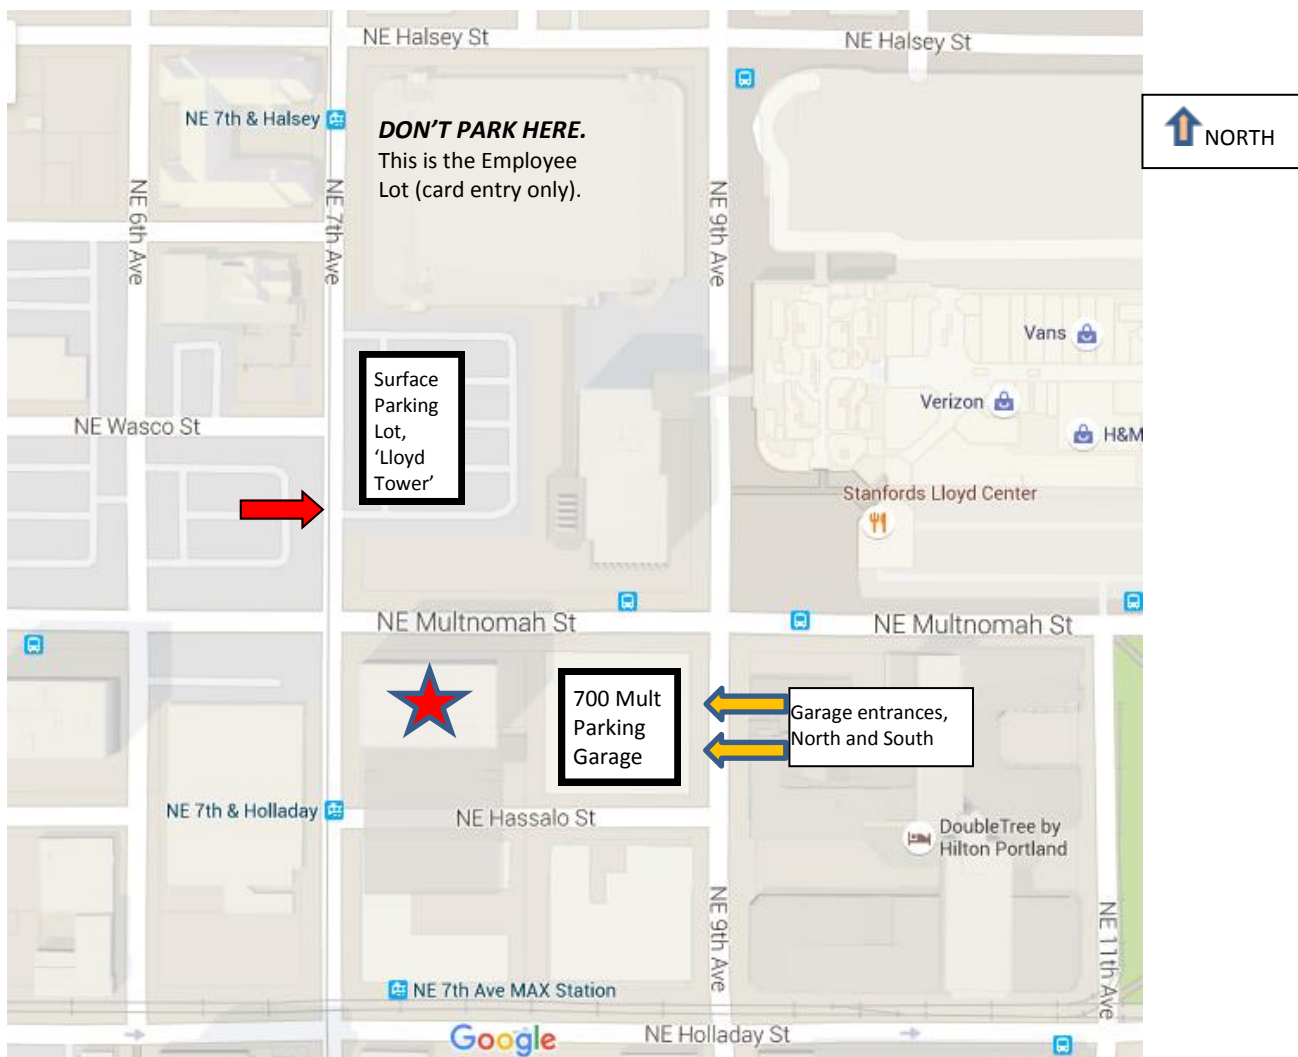 NE Halsey St
NE Halsey St
NORTH
NE 7th & Halsey
DON’T PARK HERE.
This is the Employee
Lot (card entry only).
NE 6th Ave
NE 7th Ave
NE 9th Ave
Vans
Verizon
H&M
Surface
Parking
Lot,
‘Lloyd
Tower’
NE Wasco St
Stanfords Lloyd Center
NE Multnomah St
NE Multnomah St
700 Mult
Parking
Garage
Garage entrances,
North and South
NE 7th & Holladay
NE Hassalo St
DoubleTree by
Hilton Portland
NE 9th Ave
NE 11th Ave
NE 7th Ave MAX Station
Google
NE Holladay St